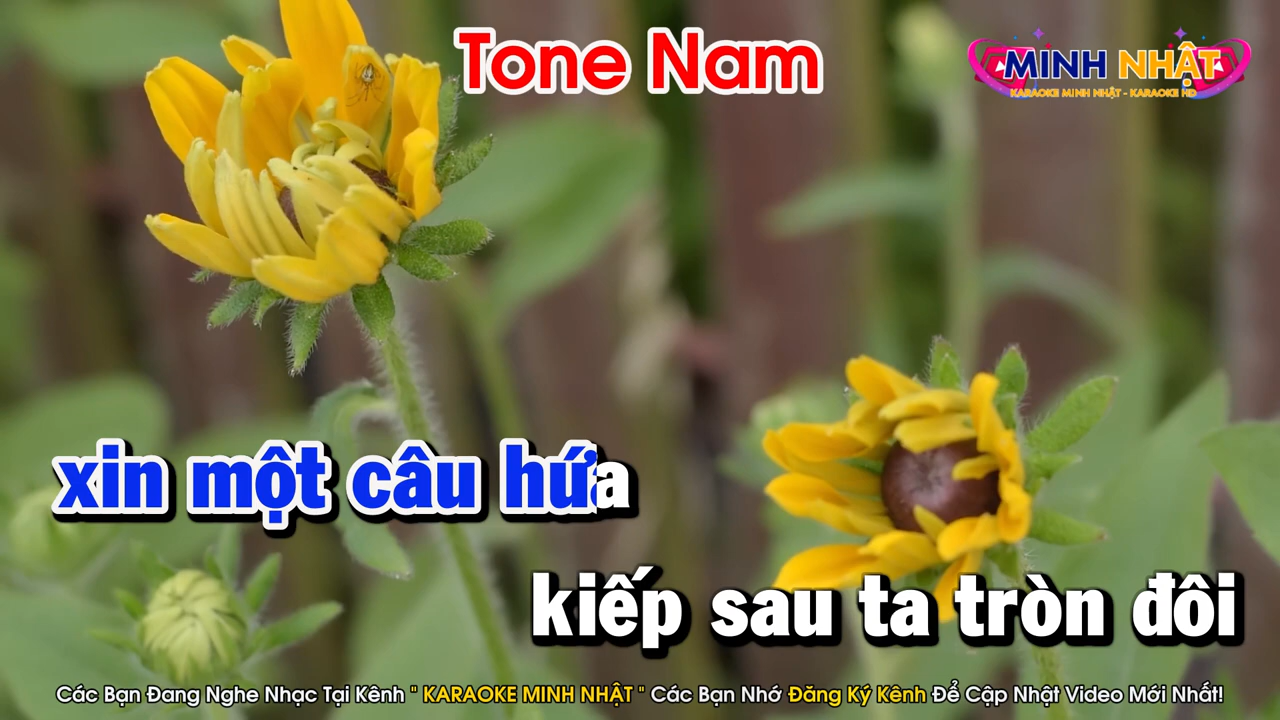 Tone Nam
MINH NHẬT
KARAOKE MINH NHẬT - KARAOKE HD
xin một câu hứa
kiếp sau ta tròn đôi
Các Bạn Đang Nghe Nhạc Tại Kênh " KARAOKE MINH NHẬT " Các Bạn Nhớ Đăng Ký Kênh Để Cập Nhật Video Mới Nhất!